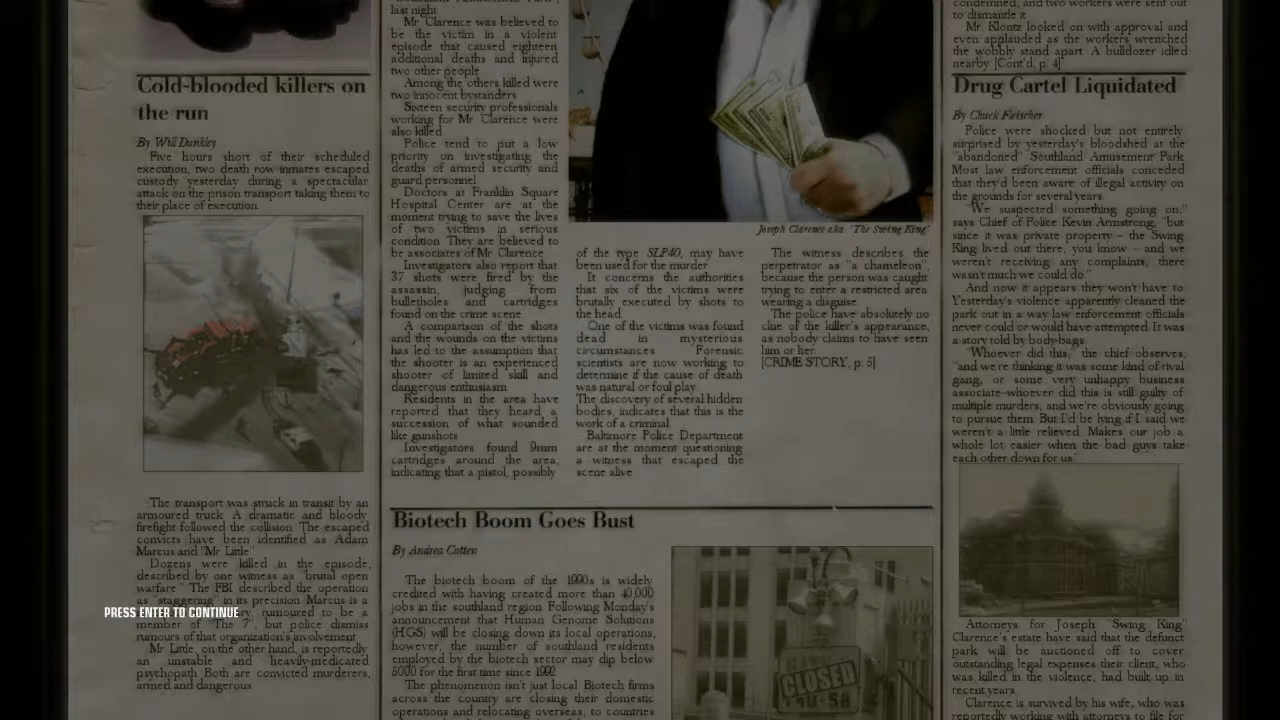 Cold-blooded killers on
the run
By Will Dunkley
Five hours short of their scheduled
execution, two death row inmates escaped
custody yesterday during a spectacular
attack on the prison transport taking them to
their place of execution.
The transport was struck in transit by an
armoured truck. A dramatic and bloody
firefight followed the collision. The escaped
convicts have been identified as Adam
Marcus and "Mr Little"
Dozens were killed in the episode,
described by one witness as "brutal open
warfare." The FBI described the operation
as "staggering" in its precision. Marcus is a
rumoured to be a
member of "The 7", but police dismiss
rumours of that organization's involvement
Mr Little, on the other hand, is reportedly
an unstable and heavily-medicated
psychopath. Both are convicted murderers,
armed and dangerous
PRESS ENTER TO CONTINUE
last night
Mr Clarence was believed to
be the victim in a violent
episode that caused eighteen
additional deaths and injured
two other people
Among the others killed were
two innocent bystanders
Sixteen security professionals
working for Mr Clarence were
also killed.
Police tend to put a low
priority on investigating the
deaths of armed security and
guard personnel
Doctors at Franklin Square
Hospital Center are at the
moment trying to save the lives
of two victims in serious
condition. They are believed to
be associates of Mr Clarence
Investigators also report that
37 shots were fired by the
assassin, judging from
bulletholes and cartridges
found on the crime scene
A comparison of the shots
and the wounds on the victims
has led to the assumption that
the shooter is an experienced
shooter of limited skill and
dangerous enthusiasm
Residents in the area have
reported that they heard a
succession of what sounded
like gunshots
Investigators found 9mm
cartridges around the area,
indicating that a pistol, possibly
Joseph Clarence aka "The Swing King"
of the type SLP40, may have
been used for the murder
It concerns the authorities
that six of the victims were
brutally executed by shots to
the head.
One of the victims was found
dead in mysterious
circumstances Forensic
scientists are now working to
determine if the cause of death
was natural or foul play
The discovery of several hidden
bodies, indicates that this is the
work of a criminal.
Baltimore Police Department
are at the moment questioning
a witness that escaped the
scene alive
The witness describes the
perpetrator as "a chameleon",
because the person was caught
trying to enter a restricted area
wearing a disguise
The police have absolutely no
clue of the killer's appearance,
as nobody claims to have seen
him or her
[CRIME STORY, p. 5]
Biotech Boom Goes Bust
By Andrea Cotten
The biotech boom of the 1990s is widely
credited with having created more than 40,000
jobs in the southland region. Following Monday's
announcement that Human Genome Solutions
(HGS) will be closing down its local operations,
however, the number of southland residents
employed by the biotech sector may dip below
5000 for the first time since 1992
The phenomenon isn't just local. Biotech firms
across the country are closing their domestic
operations and relocating overseas, to countries
CLOSED
condemned, and two workers were sent out
to dismantle it
Mr. Klontz looked on with approval and
even applauded as the workers wrenched
the wobbly stand apart. A bulldozer idled
nearby. [Cont'd, p. 4]
Drug Cartel Liquidated
By Chuck Fleischer
Police were shocked but not entirely
surprised by yesterday's bloodshed at the
"abandoned" Southland Amusement Park
Most law enforcement officials conceded
that they'd been aware of illegal activity on
the grounds for several years
"We suspected something going on,"
says Chief of Police Kevin Armstrong, "but
since it was private property – the Swing
King lived out there, you know – and we
weren't receiving any complaints, there
wasn't much we could do."
And now it appears they won't have to
Yesterday's violence apparently cleaned the
park out in a way law enforcement officials
never could or would have attempted. It was
a story told by body-bags
"Whoever did this," the chief observes,
"and we're thinking it was some kind of rival
gang, or some very unhappy business
associate–whoever did this is still guilty of
multiple murders, and we're obviously going
to pursue them. But I'd be lying if I said we
weren't a little relieved. Makes our job a
whole lot easier when the bad guys take
each other down for us."
Attorneys for Joseph "Swing King"
Clarence's estate have said that the defunct
park will be auctioned off to cover
outstanding legal expenses their client, who
was killed in the violence, had built up in
recent years
Clarence is survived by his wife, who was
reportedly working with attorneys to file for